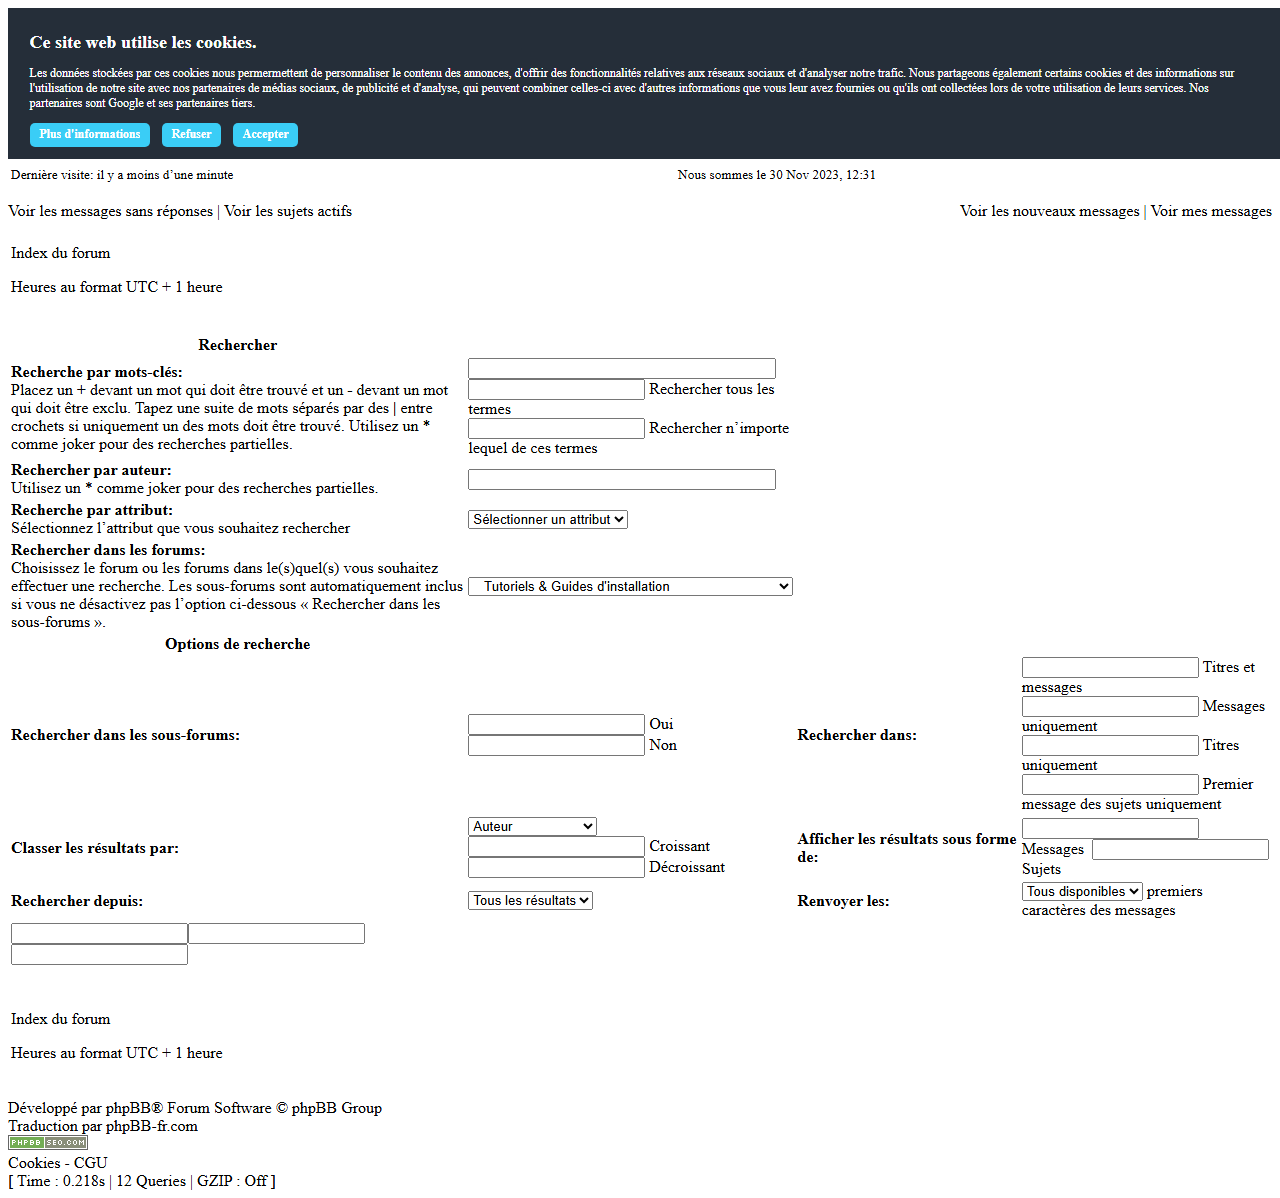 Ce site web utilise les cookies.
Les données stockées par ces cookies nous permermettent de personnaliser le contenu des annonces, d'offrir des fonctionnalités relatives aux réseaux sociaux et d'analyser notre trafic. Nous partageons également certains cookies et des informations sur
l'utilisation de notre site avec nos partenaires de médias sociaux, de publicité et d'analyse, qui peuvent combiner celles-ci avec d'autres informations que vous leur avez fournies ou qu'ils ont collectées lors de votre utilisation de leurs services. Nos
partenaires sont Google et ses partenaires tiers.
Plus d'informations Refuser Accepter
Dernière visite: il y a moins d’une minute Nous sommes le 30 Nov 2023, 12:31
Voir les messages sans réponses | Voir les sujets actifs Voir les nouveaux messages | Voir mes messages
Index du forum
Heures au format UTC + 1 heure
Rechercher
Recherche par mots-clés:
Placez un + devant un mot qui doit être trouvé et un - devant un mot
qui doit être exclu. Tapez une suite de mots séparés par des | entre
crochets si uniquement un des mots doit être trouvé. Utilisez un *
comme joker pour des recherches partielles.
Rechercher tous les
termes
Rechercher n’importe
lequel de ces termes
Rechercher par auteur:
Utilisez un * comme joker pour des recherches partielles.
Recherche par attribut:
Sélectionnez l’attribut que vous souhaitez rechercher
Sélectionner un attribut
Rechercher dans les forums:
Choisissez le forum ou les forums dans le(s)quel(s) vous souhaitez
effectuer une recherche. Les sous-forums sont automatiquement inclus
si vous ne désactivez pas l’option ci-dessous « Rechercher dans les
sous-forums ».
Tutoriels & Guides d'installation
Options de recherche
Rechercher dans les sous-forums:
Oui
Non
Rechercher dans:
Titres et
messages
Messages
uniquement
Titres
uniquement
Premier
message des sujets uniquement
Classer les résultats par:
Auteur
Croissant
Décroissant
Afficher les résultats sous forme
de:
Messages
Sujets
Rechercher depuis:
Tous les résultats
Renvoyer les:
Tous disponibles premiers
caractères des messages
Index du forum
Heures au format UTC + 1 heure
Développé par phpBB® Forum Software © phpBB Group
Traduction par phpBB-fr.com
PHPBB SEO.COM
Cookies - CGU
[ Time : 0.218s | 12 Queries | GZIP : Off ]